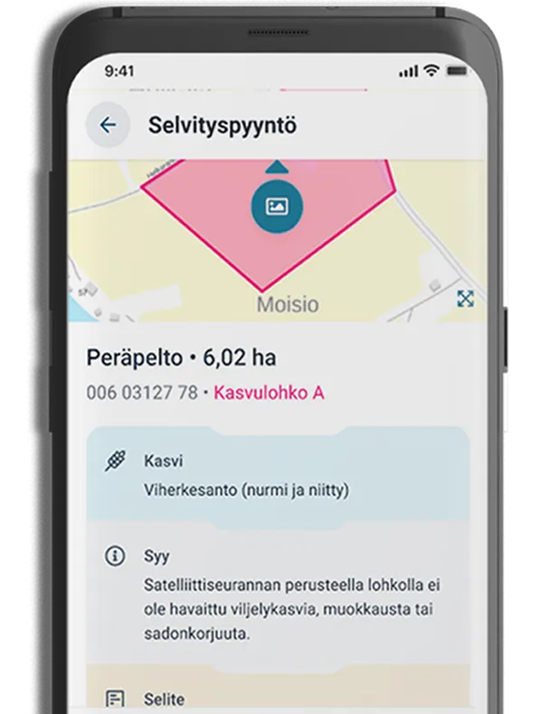 9:41
Selvityspyyntö
Moisio
Peräpelto • 6,02 ha
006 03127 78 • Kasvulohko A
Kasvi
Viherkesanto (nurmi ja niitty)
Syy
Satelliittiseurannan perusteella lohkolla ei
ole havaittu viljelykasvia, muokkausta tai
sadonkorjuuta.
Selite